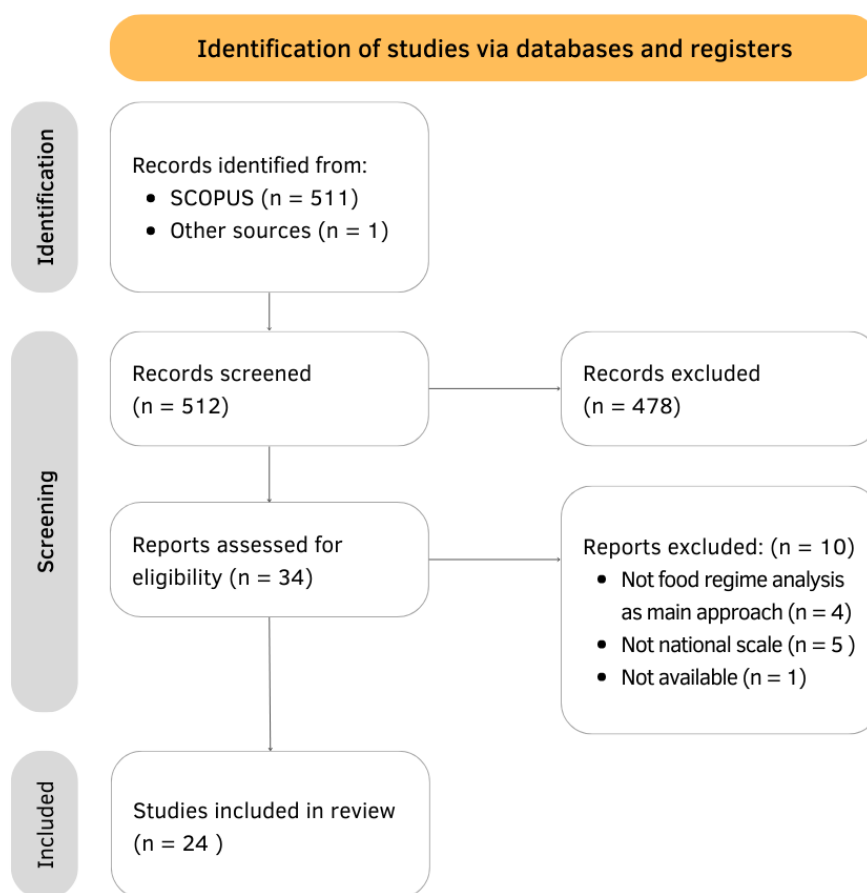 Identification of studies via databases and registers
Identification
Records identified from:
• SCOPUS (n = 511)
• Other sources (n = 1)
Screening
Records screened
(n = 512)
Records excluded
(n = 478)
Reports assessed for
eligibility (n = 34)
Reports excluded: (n = 10)
• Not food regime analysis
as main approach (n = 4)
• Not national scale (n = 5 )
• Not available (n = 1)
Included
Studies included in review
(n = 24 )